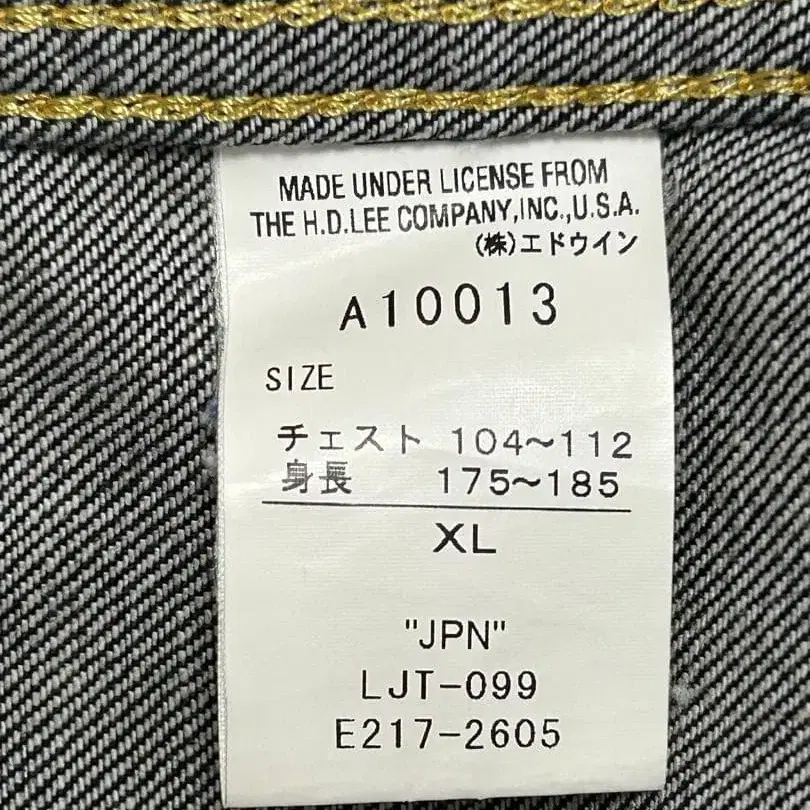 MADE UNDER LICENSE FROM
THE H.D.LEE COMPANY,INC.,U.S.A.
(株)エドウイン
A10013
SIZE
チェスト 104～112
身長 175～185
XL
"JPN"
LJT-099
E217-2605